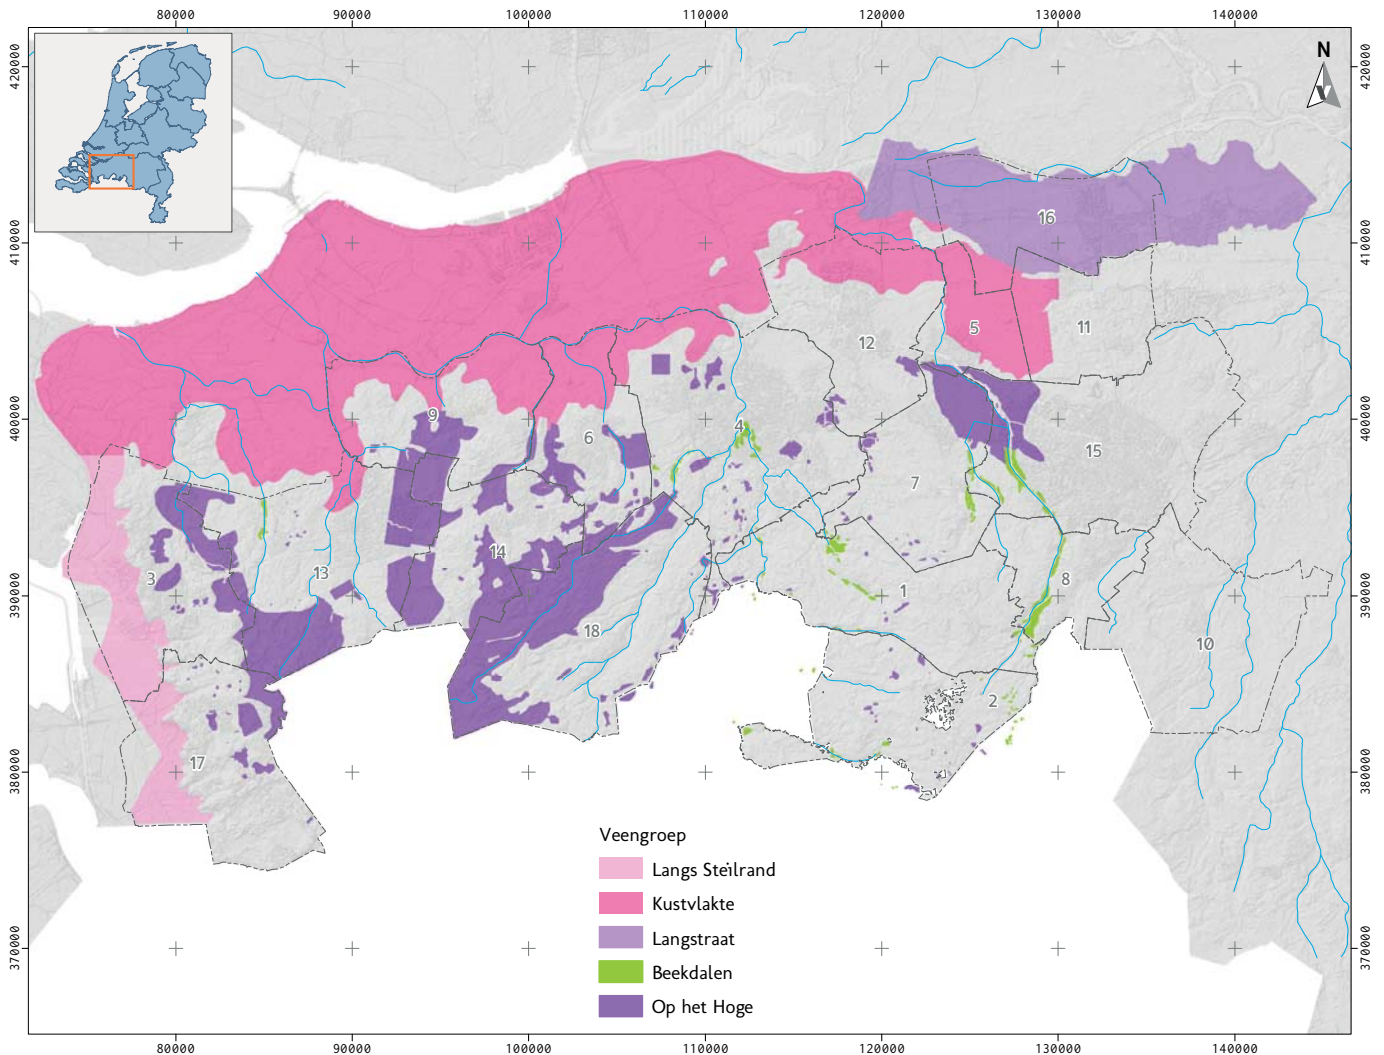 80000 90000 100000 110000 120000 130000 140000
420000 420000
N
16
410000 410000
5 11
12
400000 400000
9
6 4
15
7
14
13 3
8
390000 1 390000
18
10
2
17
380000 380000
Veengroep
Langs Steilrand
Kustvlakte
Langstraat
370000 370000
Beekdalen
Op het Hoge
80000 90000 100000 110000 120000 130000 140000